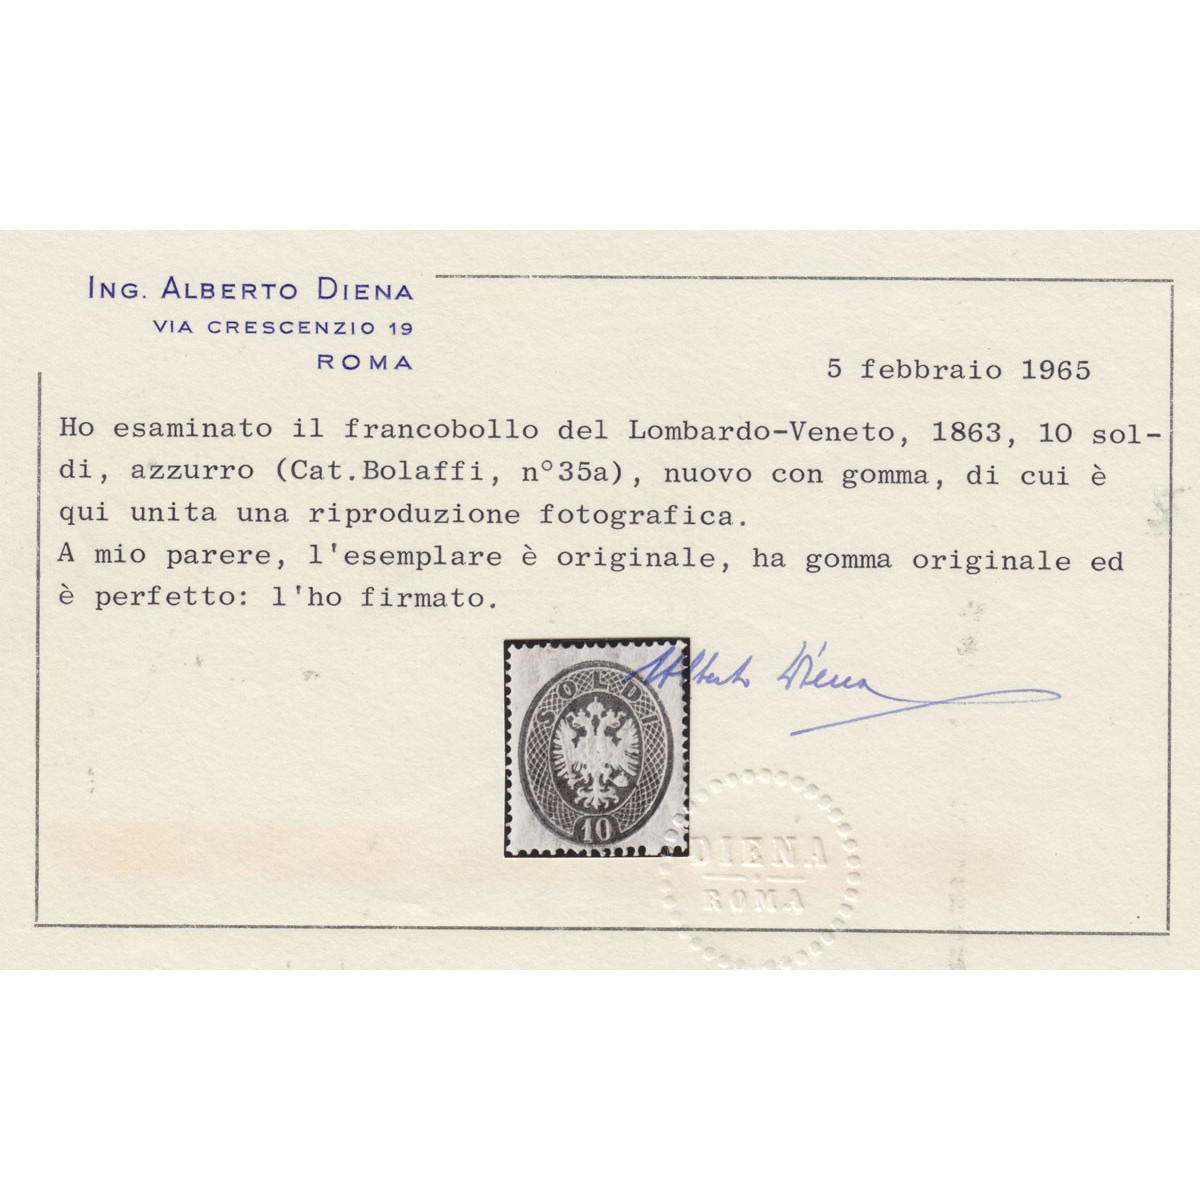 ING. ALBERTO DIENA
VIA CRESCENZIO 19
ROMA
5 febbraio 1965
Ho esaminato il francobollo del Lombardo-Veneto, 1863, 10 sol-
di, azzurro (Cat.Bolaffi, n°35a), nuovo con gomma, di cui è
qui unita una riproduzione fotografica.
A mio parere, l'esemplare è originale, ha gomma originale ed
è perfetto: l'ho firmato.
Alberto Diena
SOLDI
10
DIENA
ROMA